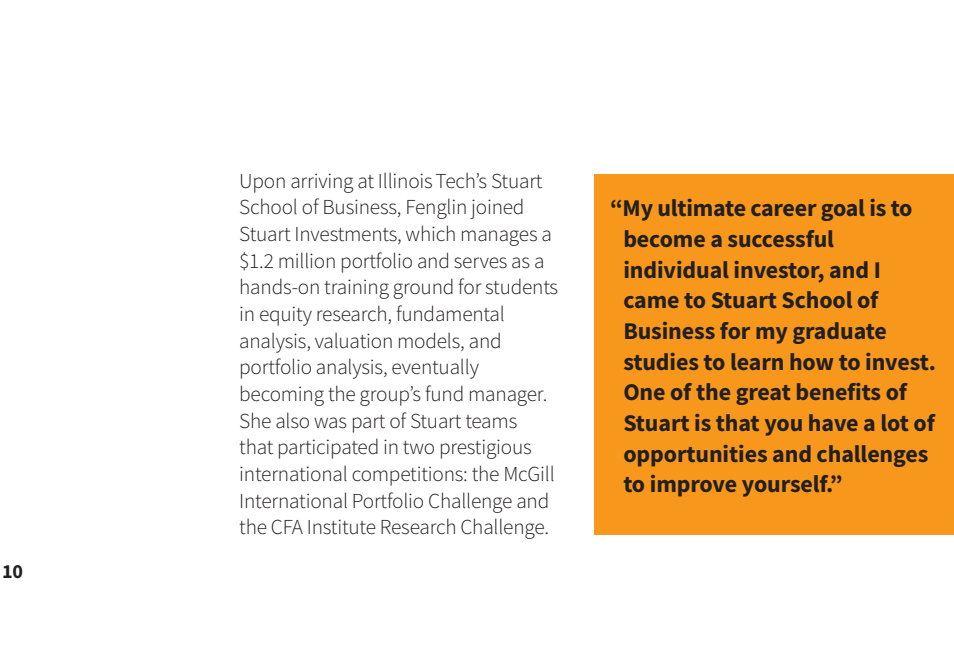 Upon arriving at Illinois Tech’s Stuart
School of Business, Fenglin joined
Stuart Investments, which manages a
$1.2 million portfolio and serves as a
hands-on training ground for students
in equity research, fundamental
analysis, valuation models, and
portfolio analysis, eventually
becoming the group’s fund manager.
She also was part of Stuart teams
that participated in two prestigious
international competitions: the McGill
International Portfolio Challenge and
the CFA Institute Research Challenge.
“My ultimate career goal is to
become a successful
individual investor, and I
came to Stuart School of
Business for my graduate
studies to learn how to invest.
One of the great benefits of
Stuart is that you have a lot of
opportunities and challenges
to improve yourself.”
10